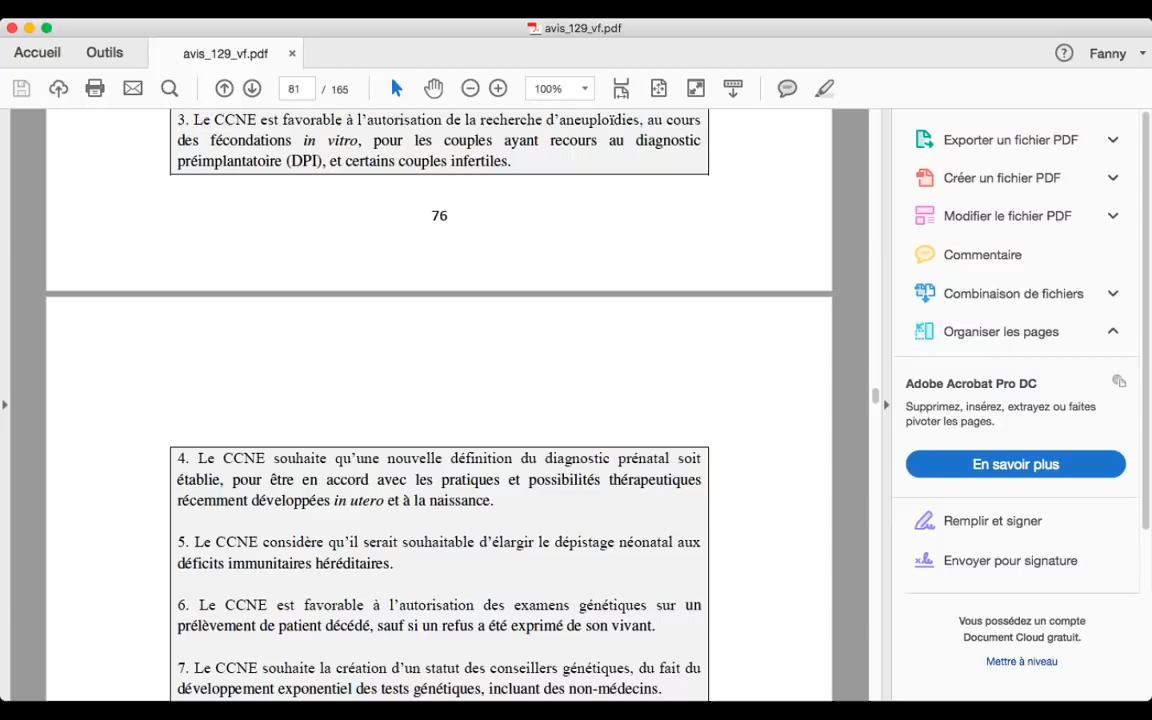 avis_129_vf.pdf
Accueil Outils avis_129_vf.pdf × ? Fanny
81 / 165 100%
3. Le CCNE est favorable à l'autorisation de la recherche d'aneuploïdies, au cours
des fécondations in vitro, pour les couples ayant recours au diagnostic
préimplantatoire (DPI), et certains couples infertiles.
76
4. Le CCNE souhaite qu'une nouvelle définition du diagnostic prénatal soit
établie, pour être en accord avec les pratiques et possibilités thérapeutiques
récemment développées in utero et à la naissance.
5. Le CCNE considère qu'il serait souhaitable d'élargir le dépistage néonatal aux
déficits immunitaires héréditaires.
6. Le CCNE est favorable à l'autorisation des examens génétiques sur un
prélèvement de patient décédé, sauf si un refus a été exprimé de son vivant.
7. Le CCNE souhaite la création d'un statut des conseillers génétiques, du fait du
développement exponentiel des tests génétiques, incluant des non-médecins.
Exporter un fichier PDF
Créer un fichier PDF
Modifier le fichier PDF
Commentaire
Combinaison de fichiers
Organiser les pages
Adobe Acrobat Pro DC
Supprimez, insérez, extrayez ou faites
pivoter les pages.
En savoir plus
Remplir et signer
Envoyer pour signature
Vous possédez un compte
Document Cloud gratuit.
Mettre à niveau